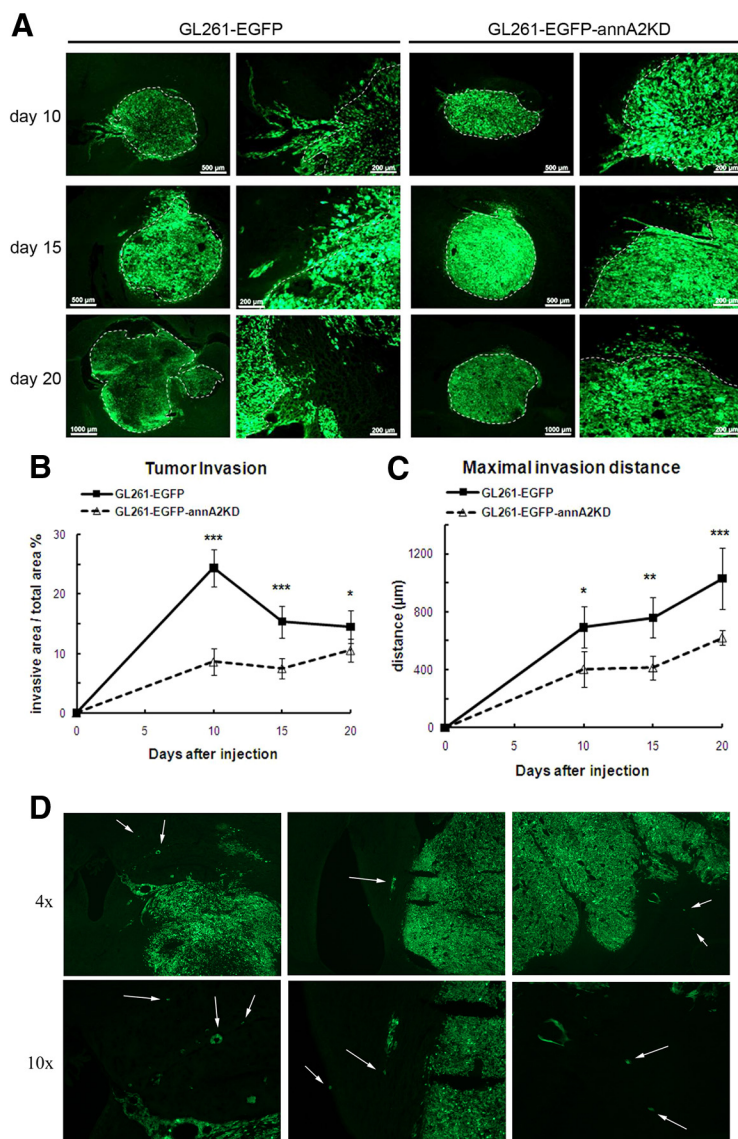 A
GL261-EGFP GL261-EGFP-annA2KD
day 10
500 µm 200 µm 500 µm 200 µm
day 15
500 µm 200 µm 500 µm 200 µm
day 20
1000 µm 200 µm 1000 µm 200 µm
B
Tumor Invasion
GL261-EGFP
GL261-EGFP-annA2KD
invasive area / total area %
30
20
10
0
*** *** *
0 5 10 15 20
Days after injection
C
Maximal invasion distance
GL261-EGFP
GL261-EGFP-annA2KD
distance (µm)
1200
800
400
0
* ** ***
0 5 10 15 20
Days after injection
D
4x
10x